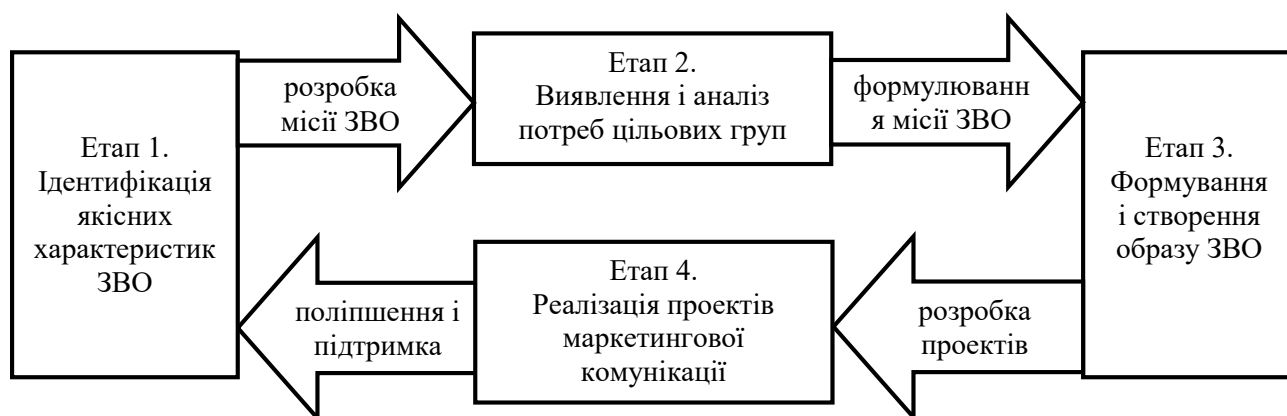 Етап 1.
Ідентифікація
якісних
характеристик
ЗВО
розробка
місії ЗВО
Етап 2.
Виявлення і аналіз
потреб цільових груп
формулюванн
я місії ЗВО
Етап 3.
Формування
і створення
образу ЗВО
розробка
проектів
Етап 4.
Реалізація проектів
маркетингової
комунікації
поліпшення і
підтримка